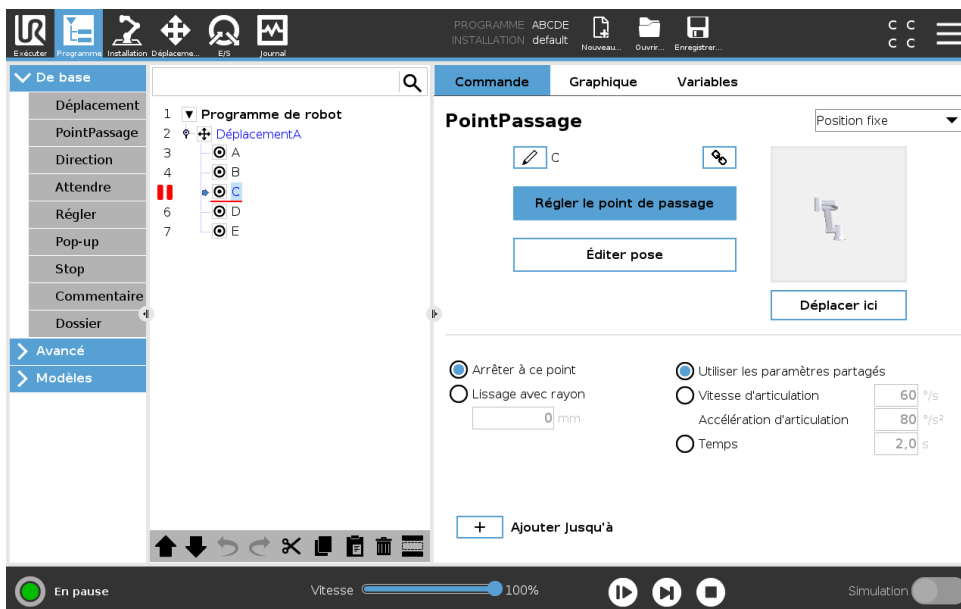 PROGRAMME ABCDE
INSTALLATION default
Exécuter Programme Installation Déplaceme... E/S Journal
Nouveau... Ouvrir... Enregistrer...
C C
C C
De base
Déplacement
PointPassage
Direction
Attendre
Régler
Pop-up
Stop
Commentaire
Dossier
Avancé
Modèles
1 Programme de robot
2 DéplacementA
3 A
4 B
C
6 D
7 E
Commande Graphique Variables
PointPassage
Position fixe
C
Régler le point de passage
Éditer pose
Déplacer ici
Arrêter à ce point
Lissage avec rayon
0 mm
Utiliser les paramètres partagés
Vitesse d'articulation 60 °/s
Accélération d'articulation 80 °/s²
Temps 2,0 s
+ Ajouter Jusqu'à
En pause
Vitesse 100%
Simulation